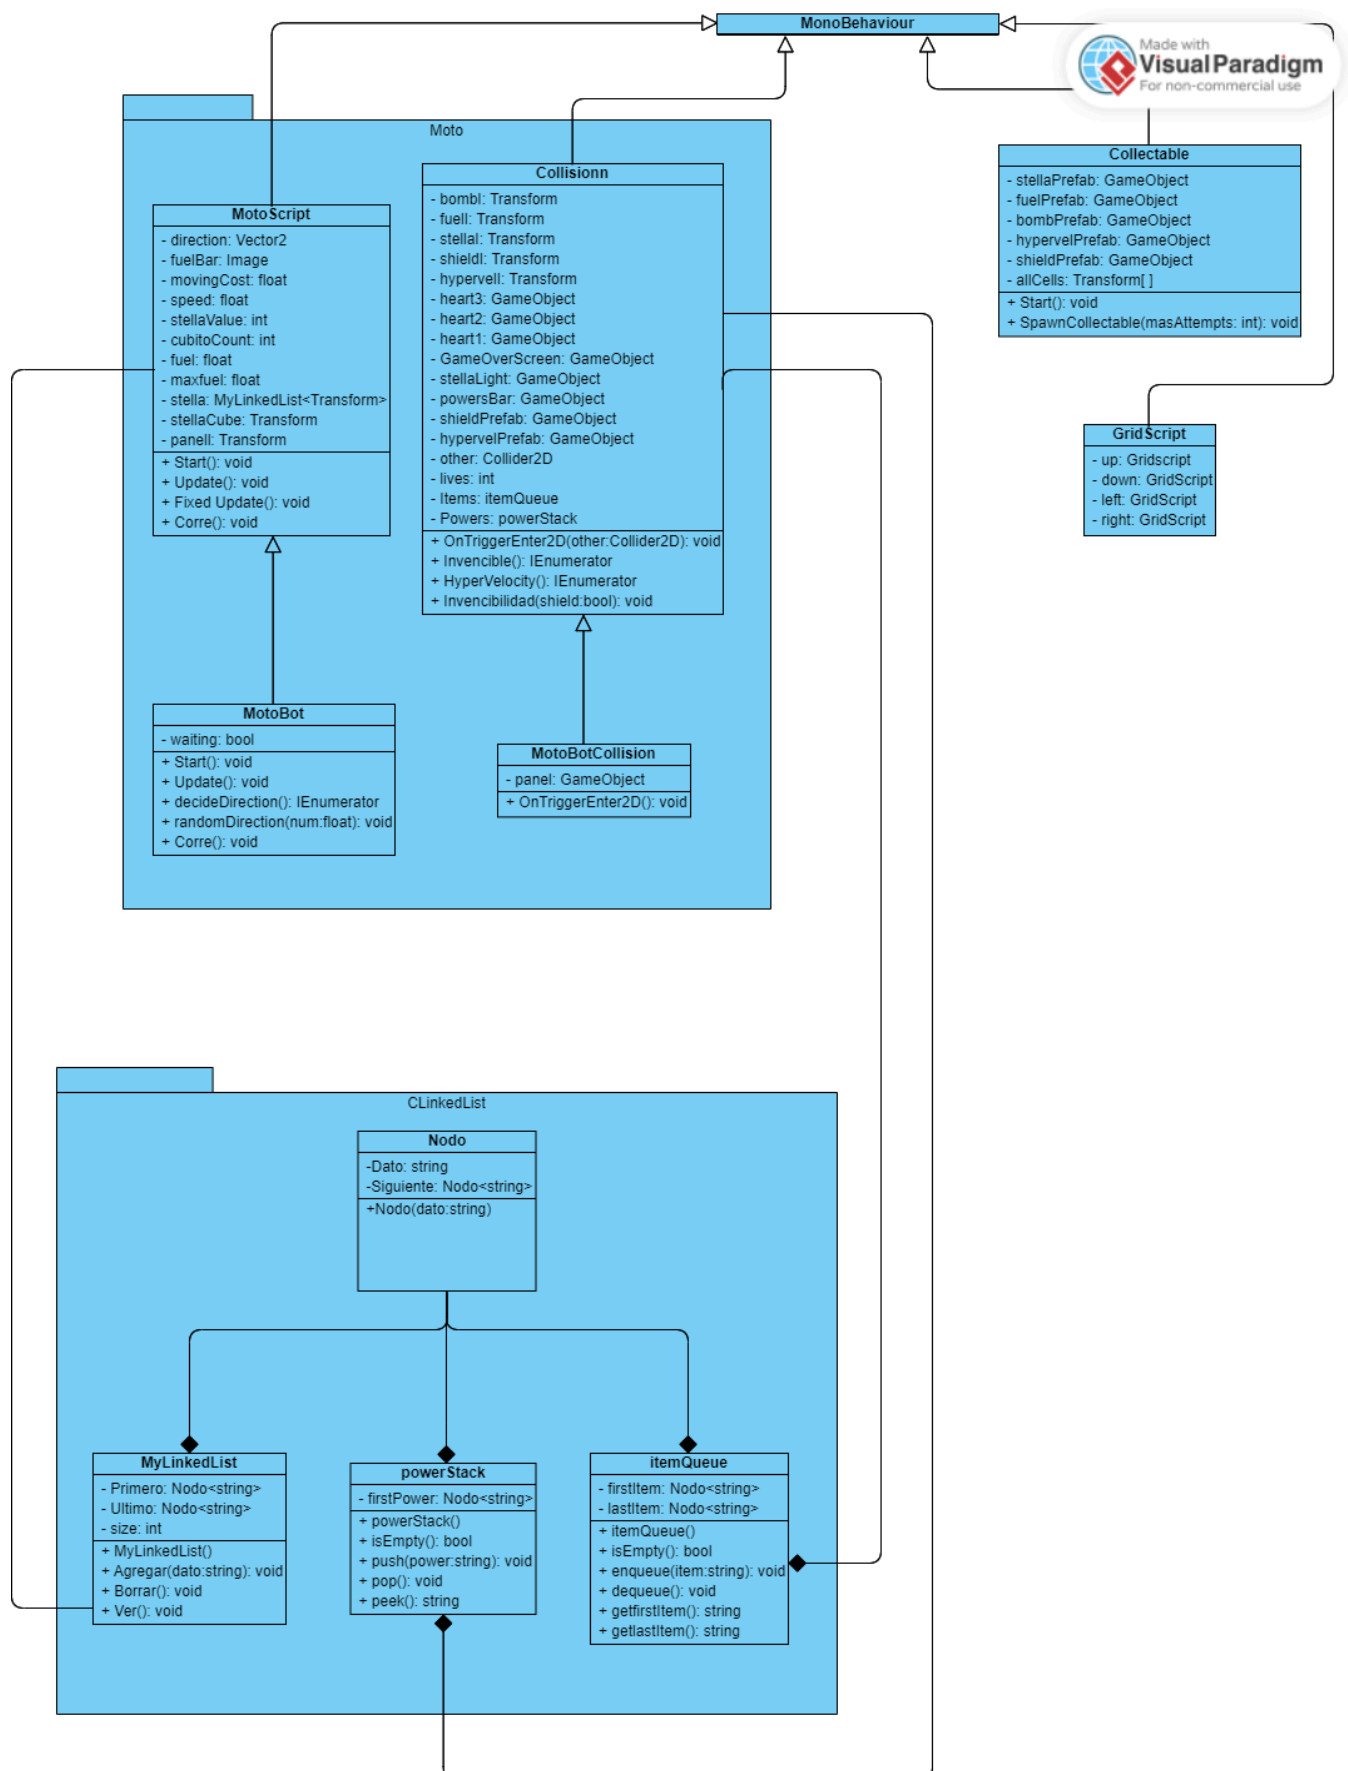 MonoBehaviour
Made with
Visual Paradigm
For non-commercial use
Moto
MotoScript
- direction: Vector2
- fuelBar: Image
- movingCost: float
- speed: float
- stellaValue: int
- cubitoCount: int
- fuel: float
- maxfuel: float
- stella: MyLinkedList<Transform>
- stellaCube: Transform
- panelI: Transform
+ Start(): void
+ Update(): void
+ Fixed Update(): void
+ Corre(): void
Collisionn
- bombI: Transform
- fuelI: Transform
- stellaI: Transform
- shieldI: Transform
- hypervelI: Transform
- heart3: GameObject
- heart2: GameObject
- heart1: GameObject
- GameOverScreen: GameObject
- stellaLight: GameObject
- powersBar: GameObject
- shieldPrefab: GameObject
- hypervelPrefab: GameObject
- other: Collider2D
- lives: int
- Items: itemQueue
- Powers: powerStack
+ OnTriggerEnter2D(other:Collider2D): void
+ Invencible(): IEnumerator
+ HyperVelocity(): IEnumerator
+ Invencibilidad(shield:bool): void
Collectable
- stellaPrefab: GameObject
- fuelPrefab: GameObject
- bombPrefab: GameObject
- hypervelPrefab: GameObject
- shieldPrefab: GameObject
- allCells: Transform[ ]
+ Start(): void
+ SpawnCollectable(masAttempts: int): void
GridScript
- up: Gridscript
- down: GridScript
- left: GridScript
- right: GridScript
MotoBot
- waiting: bool
+ Start(): void
+ Update(): void
+ decideDirection(): IEnumerator
+ randomDirection(num:float): void
+ Corre(): void
MotoBotCollision
- panel: GameObject
+ OnTriggerEnter2D(): void
CLinkedList
Nodo
-Dato: string
-Siguiente: Nodo<string>
+Nodo(dato:string)
MyLinkedList
- Primero: Nodo<string>
- Ultimo: Nodo<string>
- size: int
+ MyLinkedList()
+ Agregar(dato:string): void
+ Borrar(): void
+ Ver(): void
powerStack
- firstPower: Nodo<string>
+ powerStack()
+ isEmpty(): bool
+ push(power:string): void
+ pop(): void
+ peek(): string
itemQueue
- firstItem: Nodo<string>
- lastItem: Nodo<string>
+ itemQueue()
+ isEmpty(): bool
+ enqueue(item:string): void
+ dequeue(): void
+ getfirstItem(): string
+ getlastItem(): string